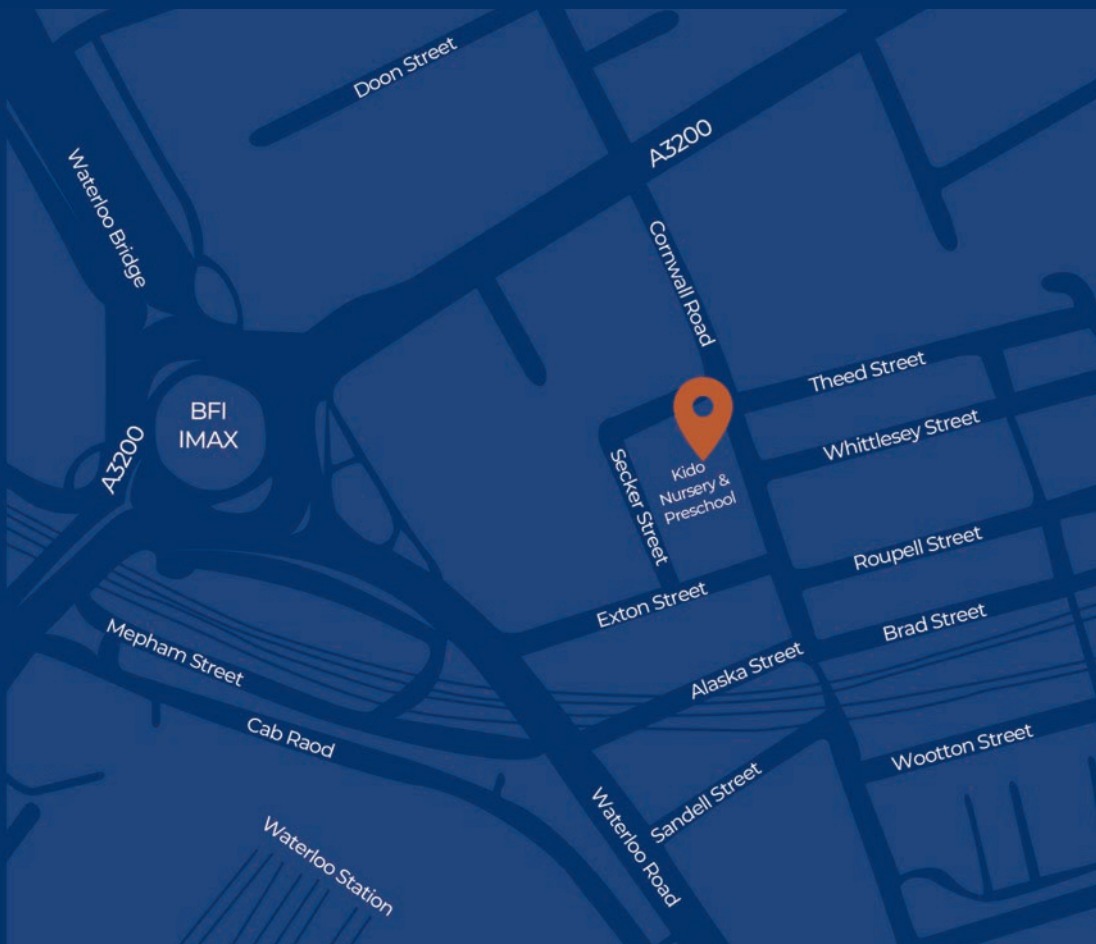 Doon Street
A3200
Waterloo Bridge
Cornwall Road
Theed Street
BFI
IMAX
A3200
Whittlesey Street
Secker Street
Kido
Nursery &
Preschool
Roupell Street
Exton Street
Brad Street
Mepham Street
Alaska Street
Cab Raod
Wootton Street
Sandell Street
Waterloo Road
Waterloo Station